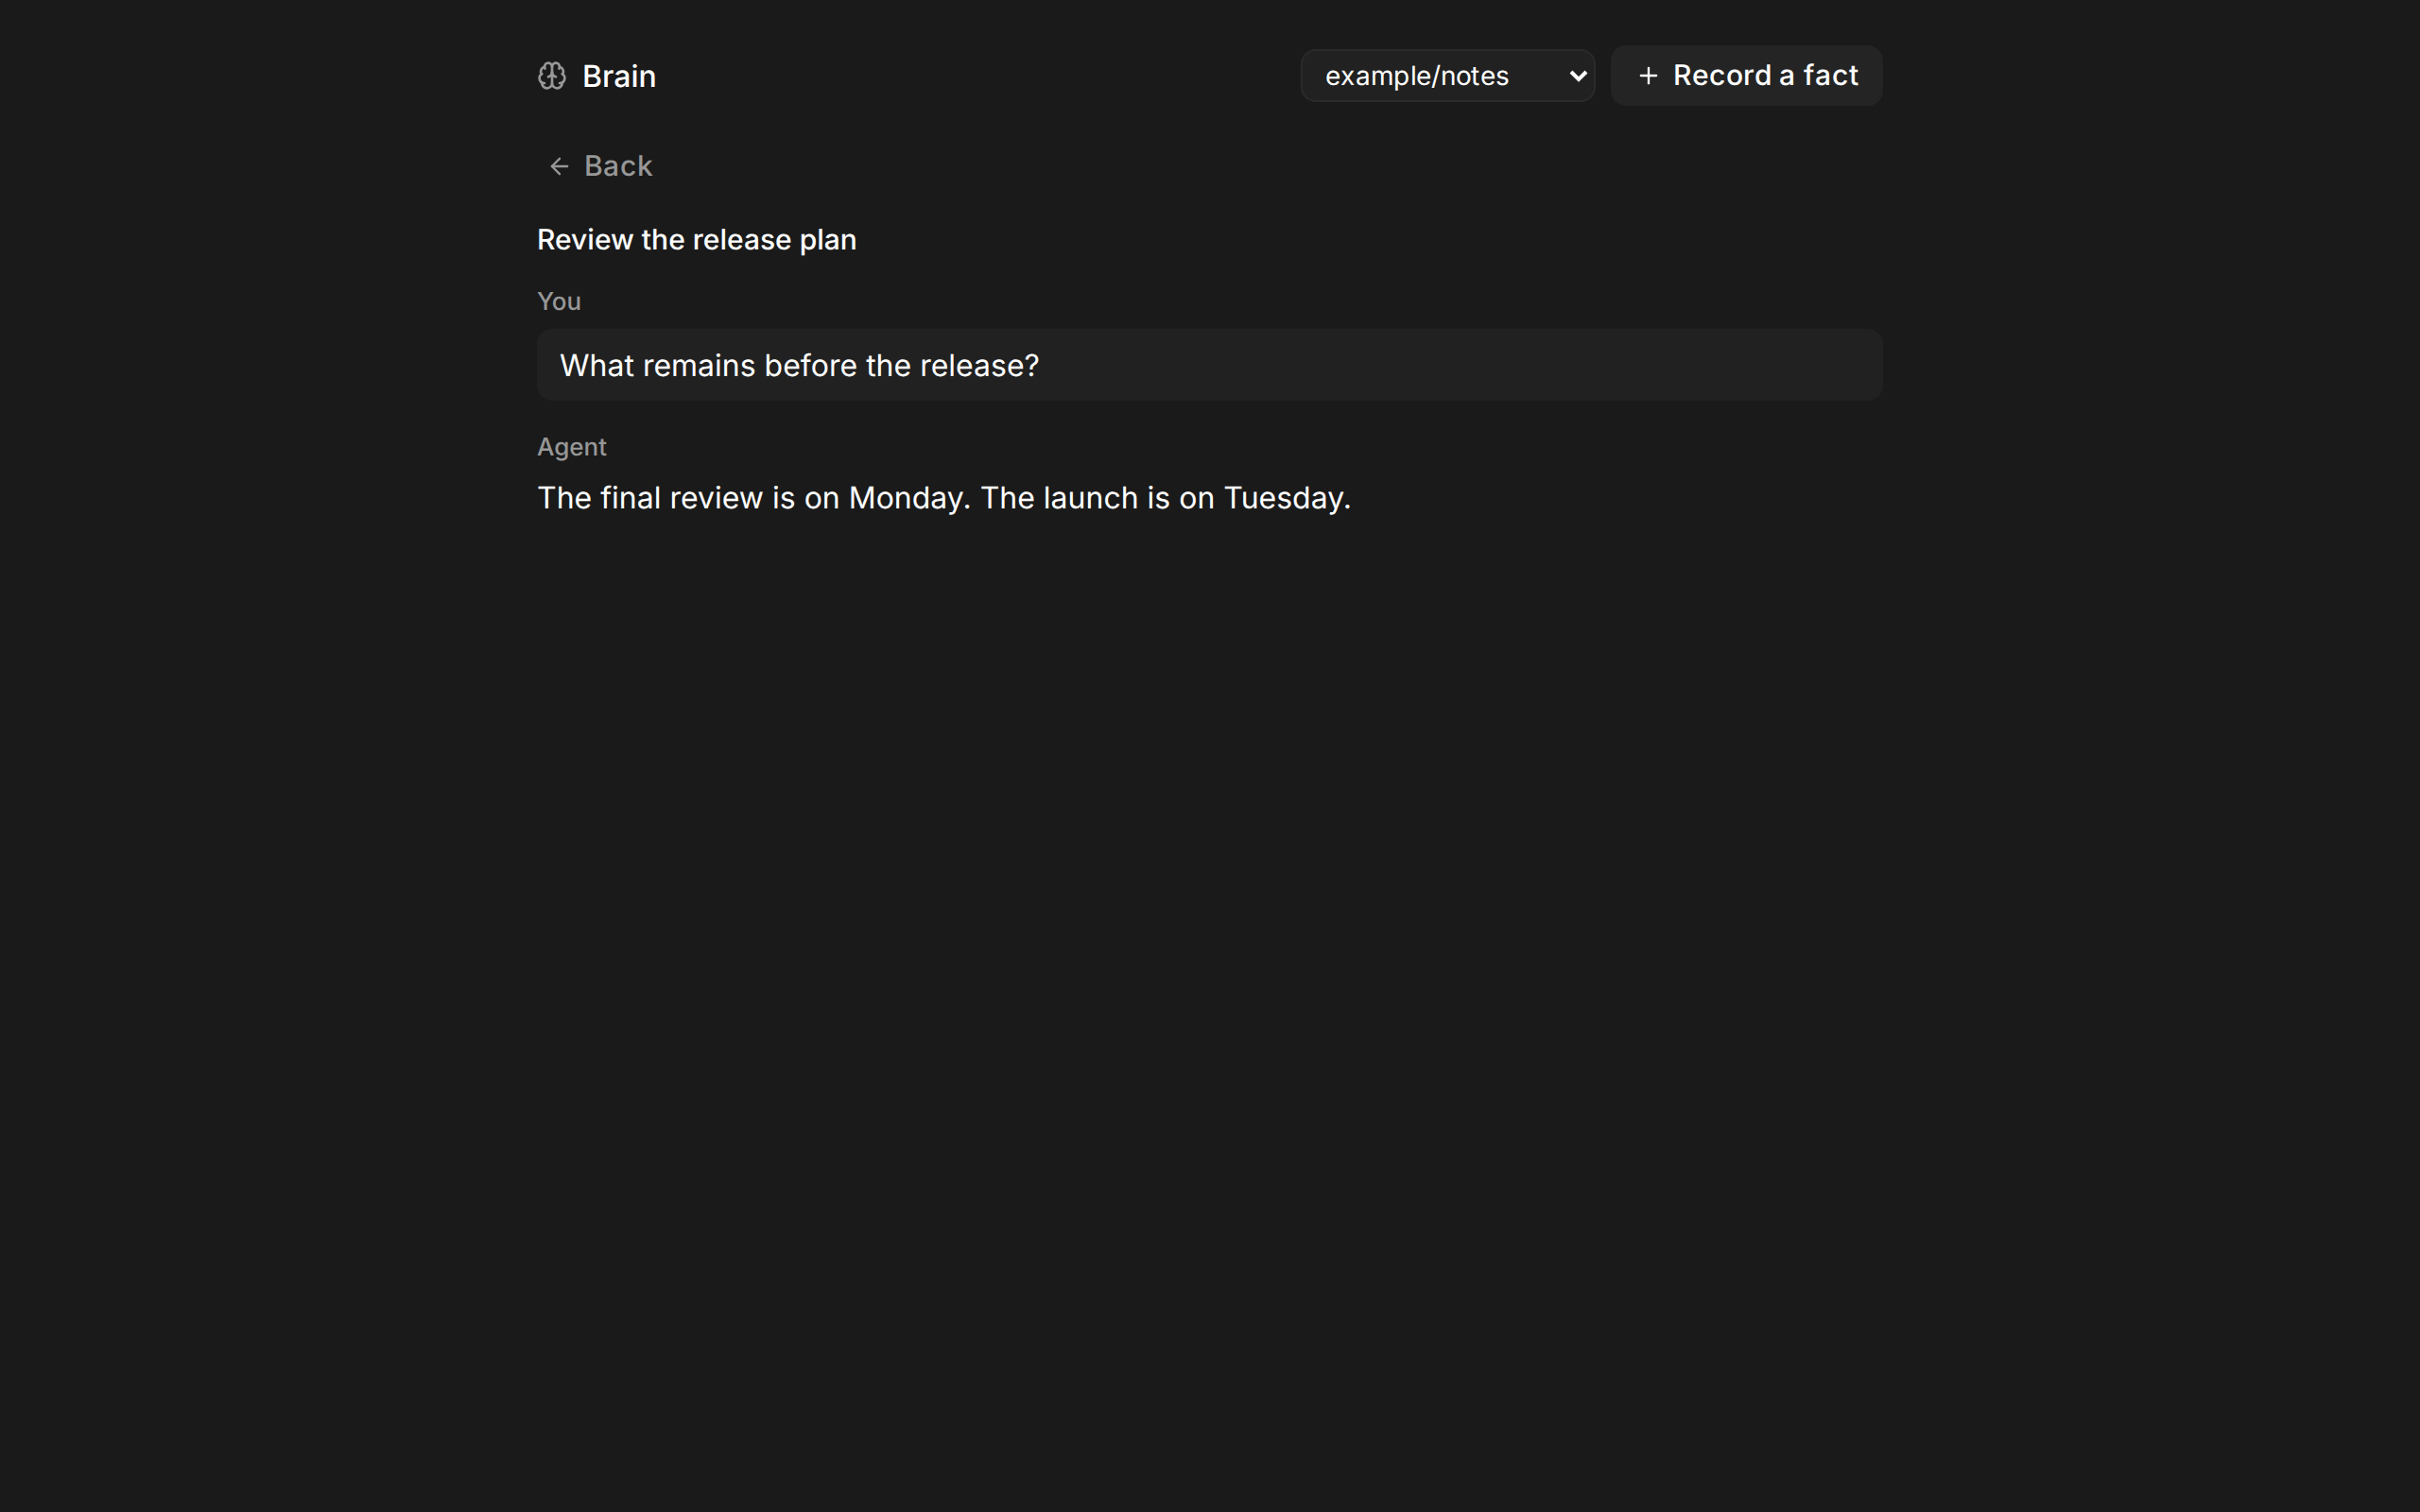 Brain
example/notes
Record a fact
Back
Review the release plan
You
What remains before the release?
Agent
The final review is on Monday. The launch is on Tuesday.